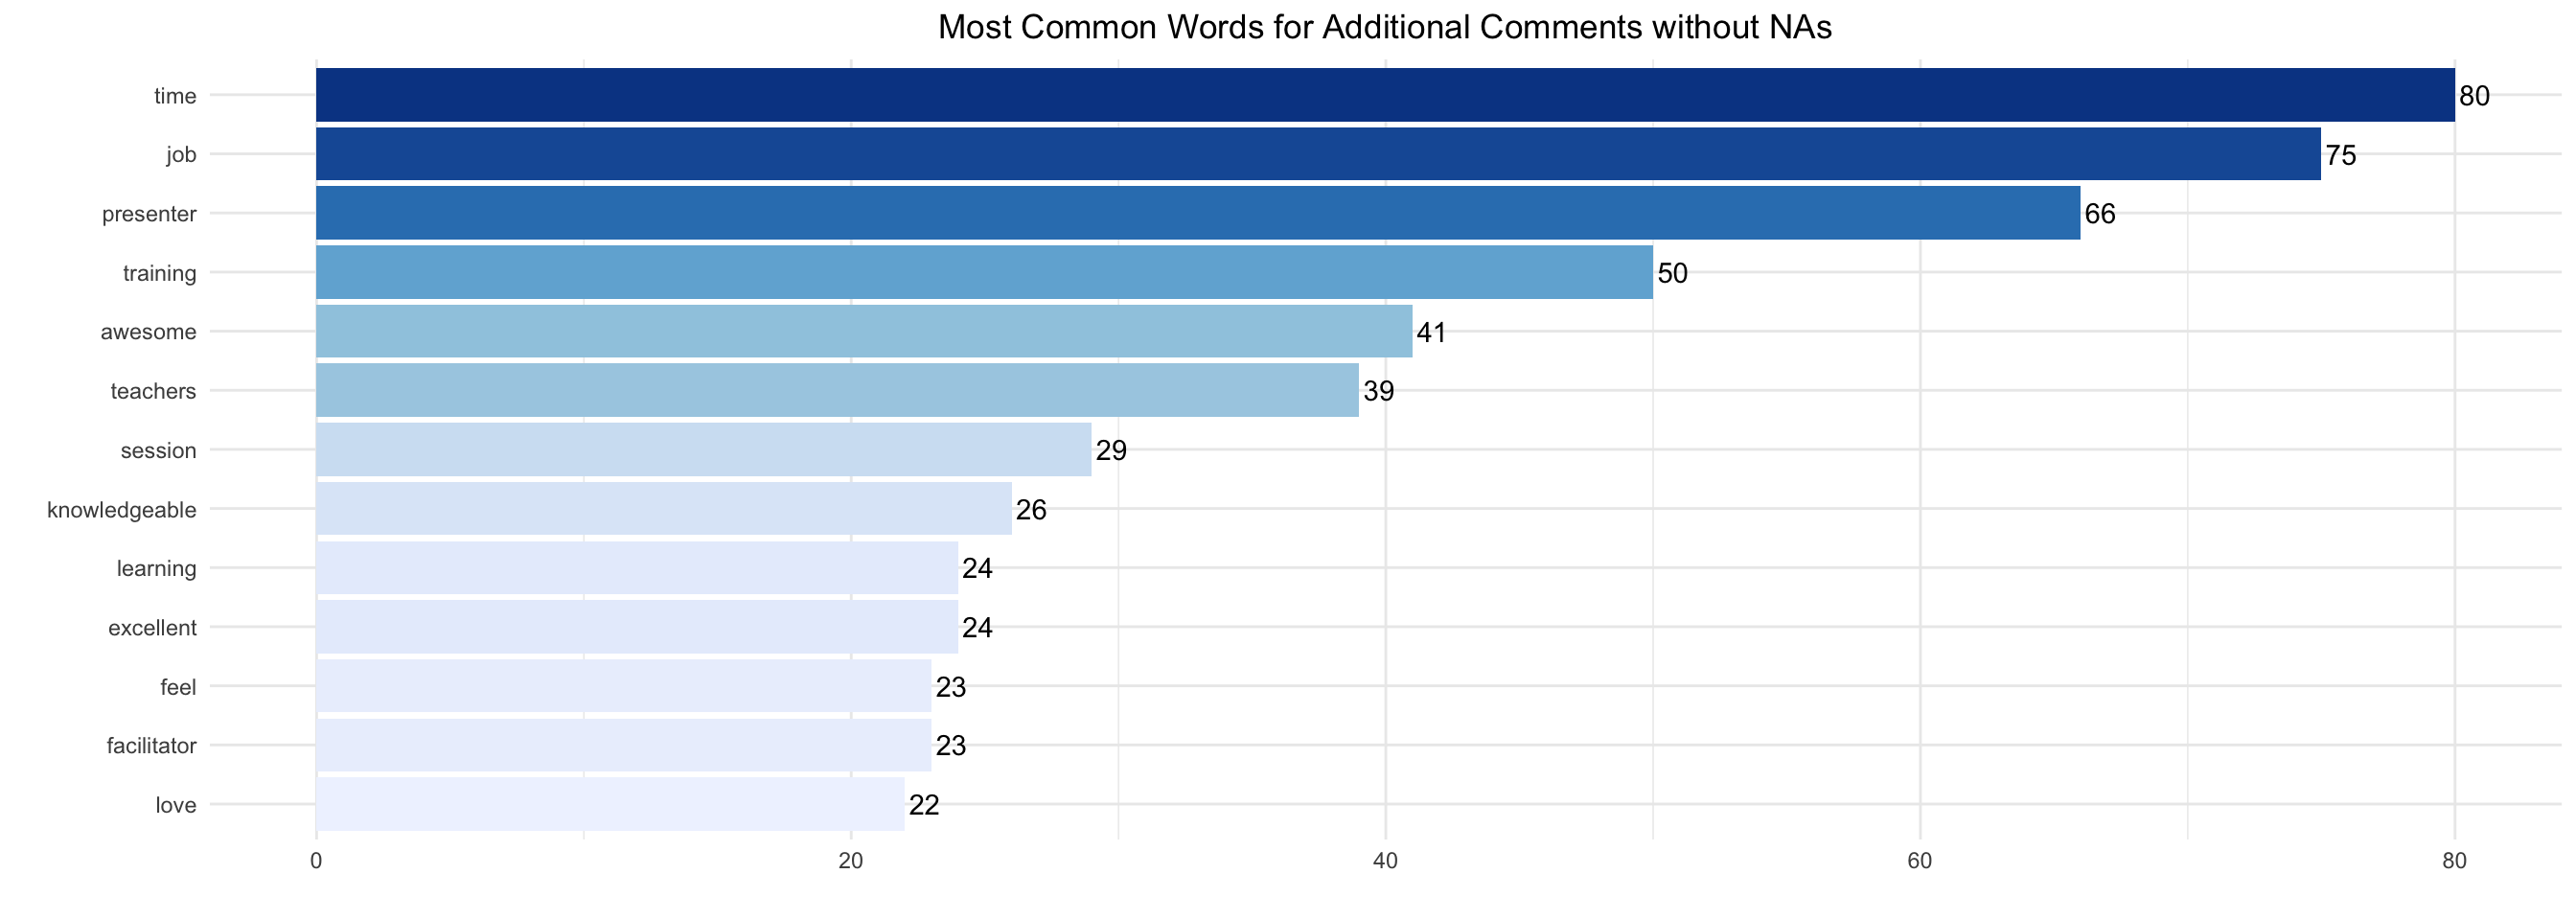 Most Common Words for Additional Comments without NAs
time 80
job 75
presenter 66
training 50
awesome 41
teachers 39
session 29
knowledgeable 26
learning 24
excellent 24
feel 23
facilitator 23
love 22
0 20 40 60 80